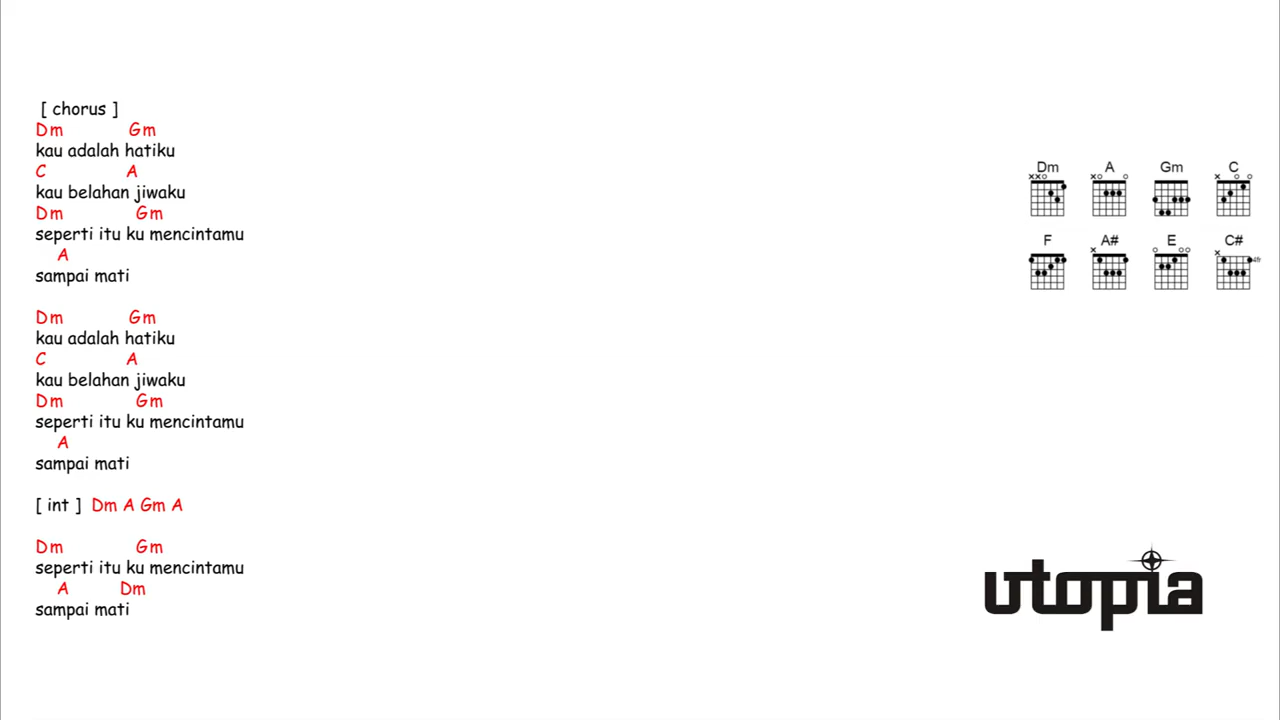 [ chorus ]
Dm Gm
kau adalah hatiku
C A
kau belahan jiwaku
Dm Gm
seperti itu ku mencintamu
A
sampai mati
Dm Gm
kau adalah hatiku
C A
kau belahan jiwaku
Dm Gm
seperti itu ku mencintamu
A
sampai mati
[ int ] Dm A Gm A
Dm Gm
seperti itu ku mencintamu
A Dm
sampai mati
Dm A Gm C
F A# E C#
4fr
utopia